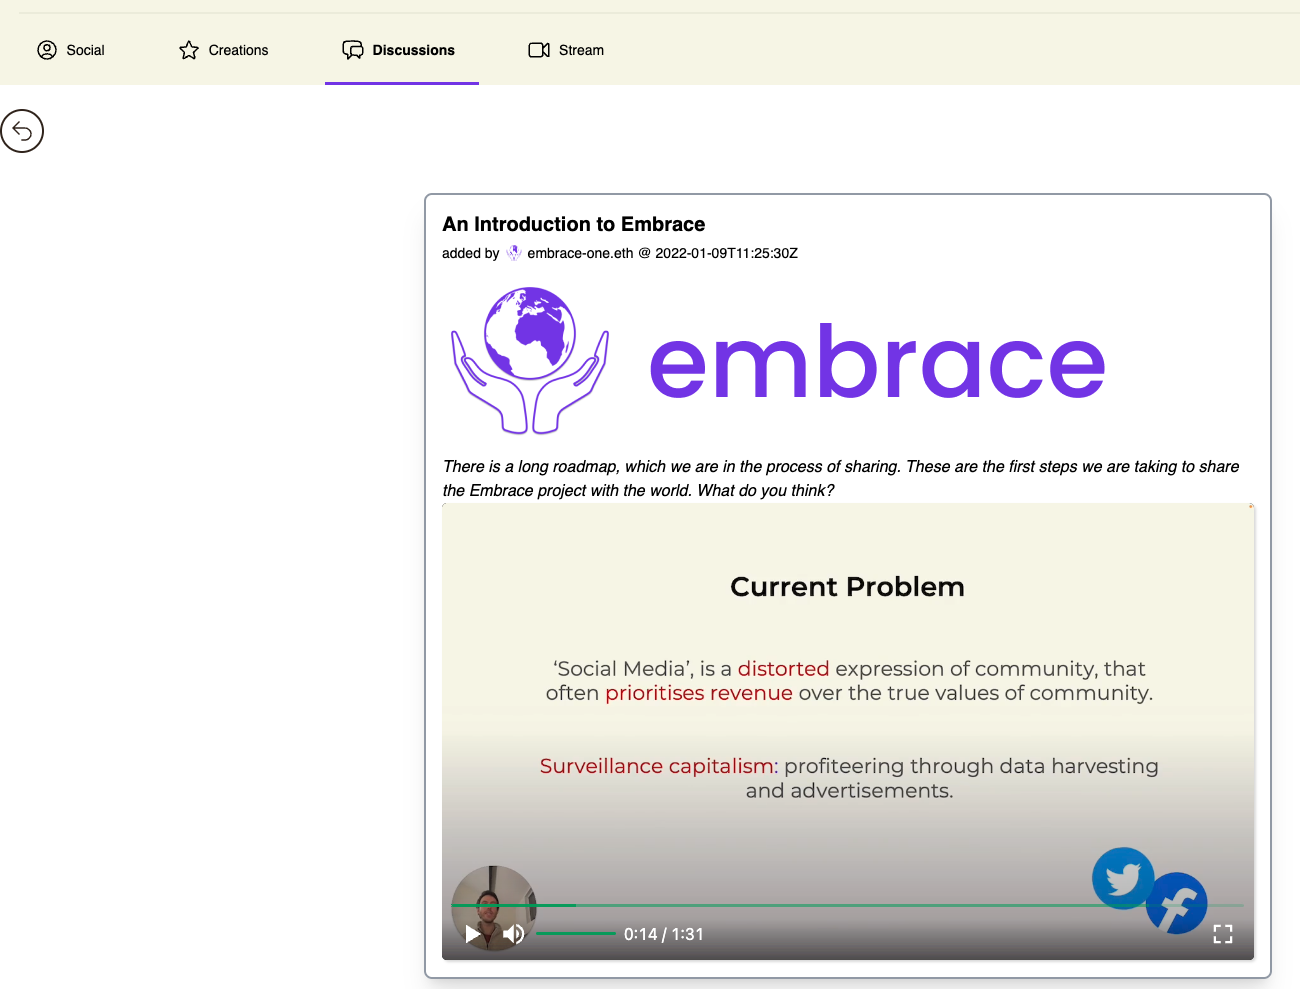 Social
Creations
Discussions
Stream
An Introduction to Embrace
added by embrace-one.eth @ 2022-01-09T11:25:30Z
embrace
There is a long roadmap, which we are in the process of sharing. These are the first steps we are taking to share
the Embrace project with the world. What do you think?
Current Problem
‘Social Media’, is a distorted expression of community, that
often prioritises revenue over the true values of community.
Surveillance capitalism: profiteering through data harvesting
and advertisements.
0:14 / 1:31